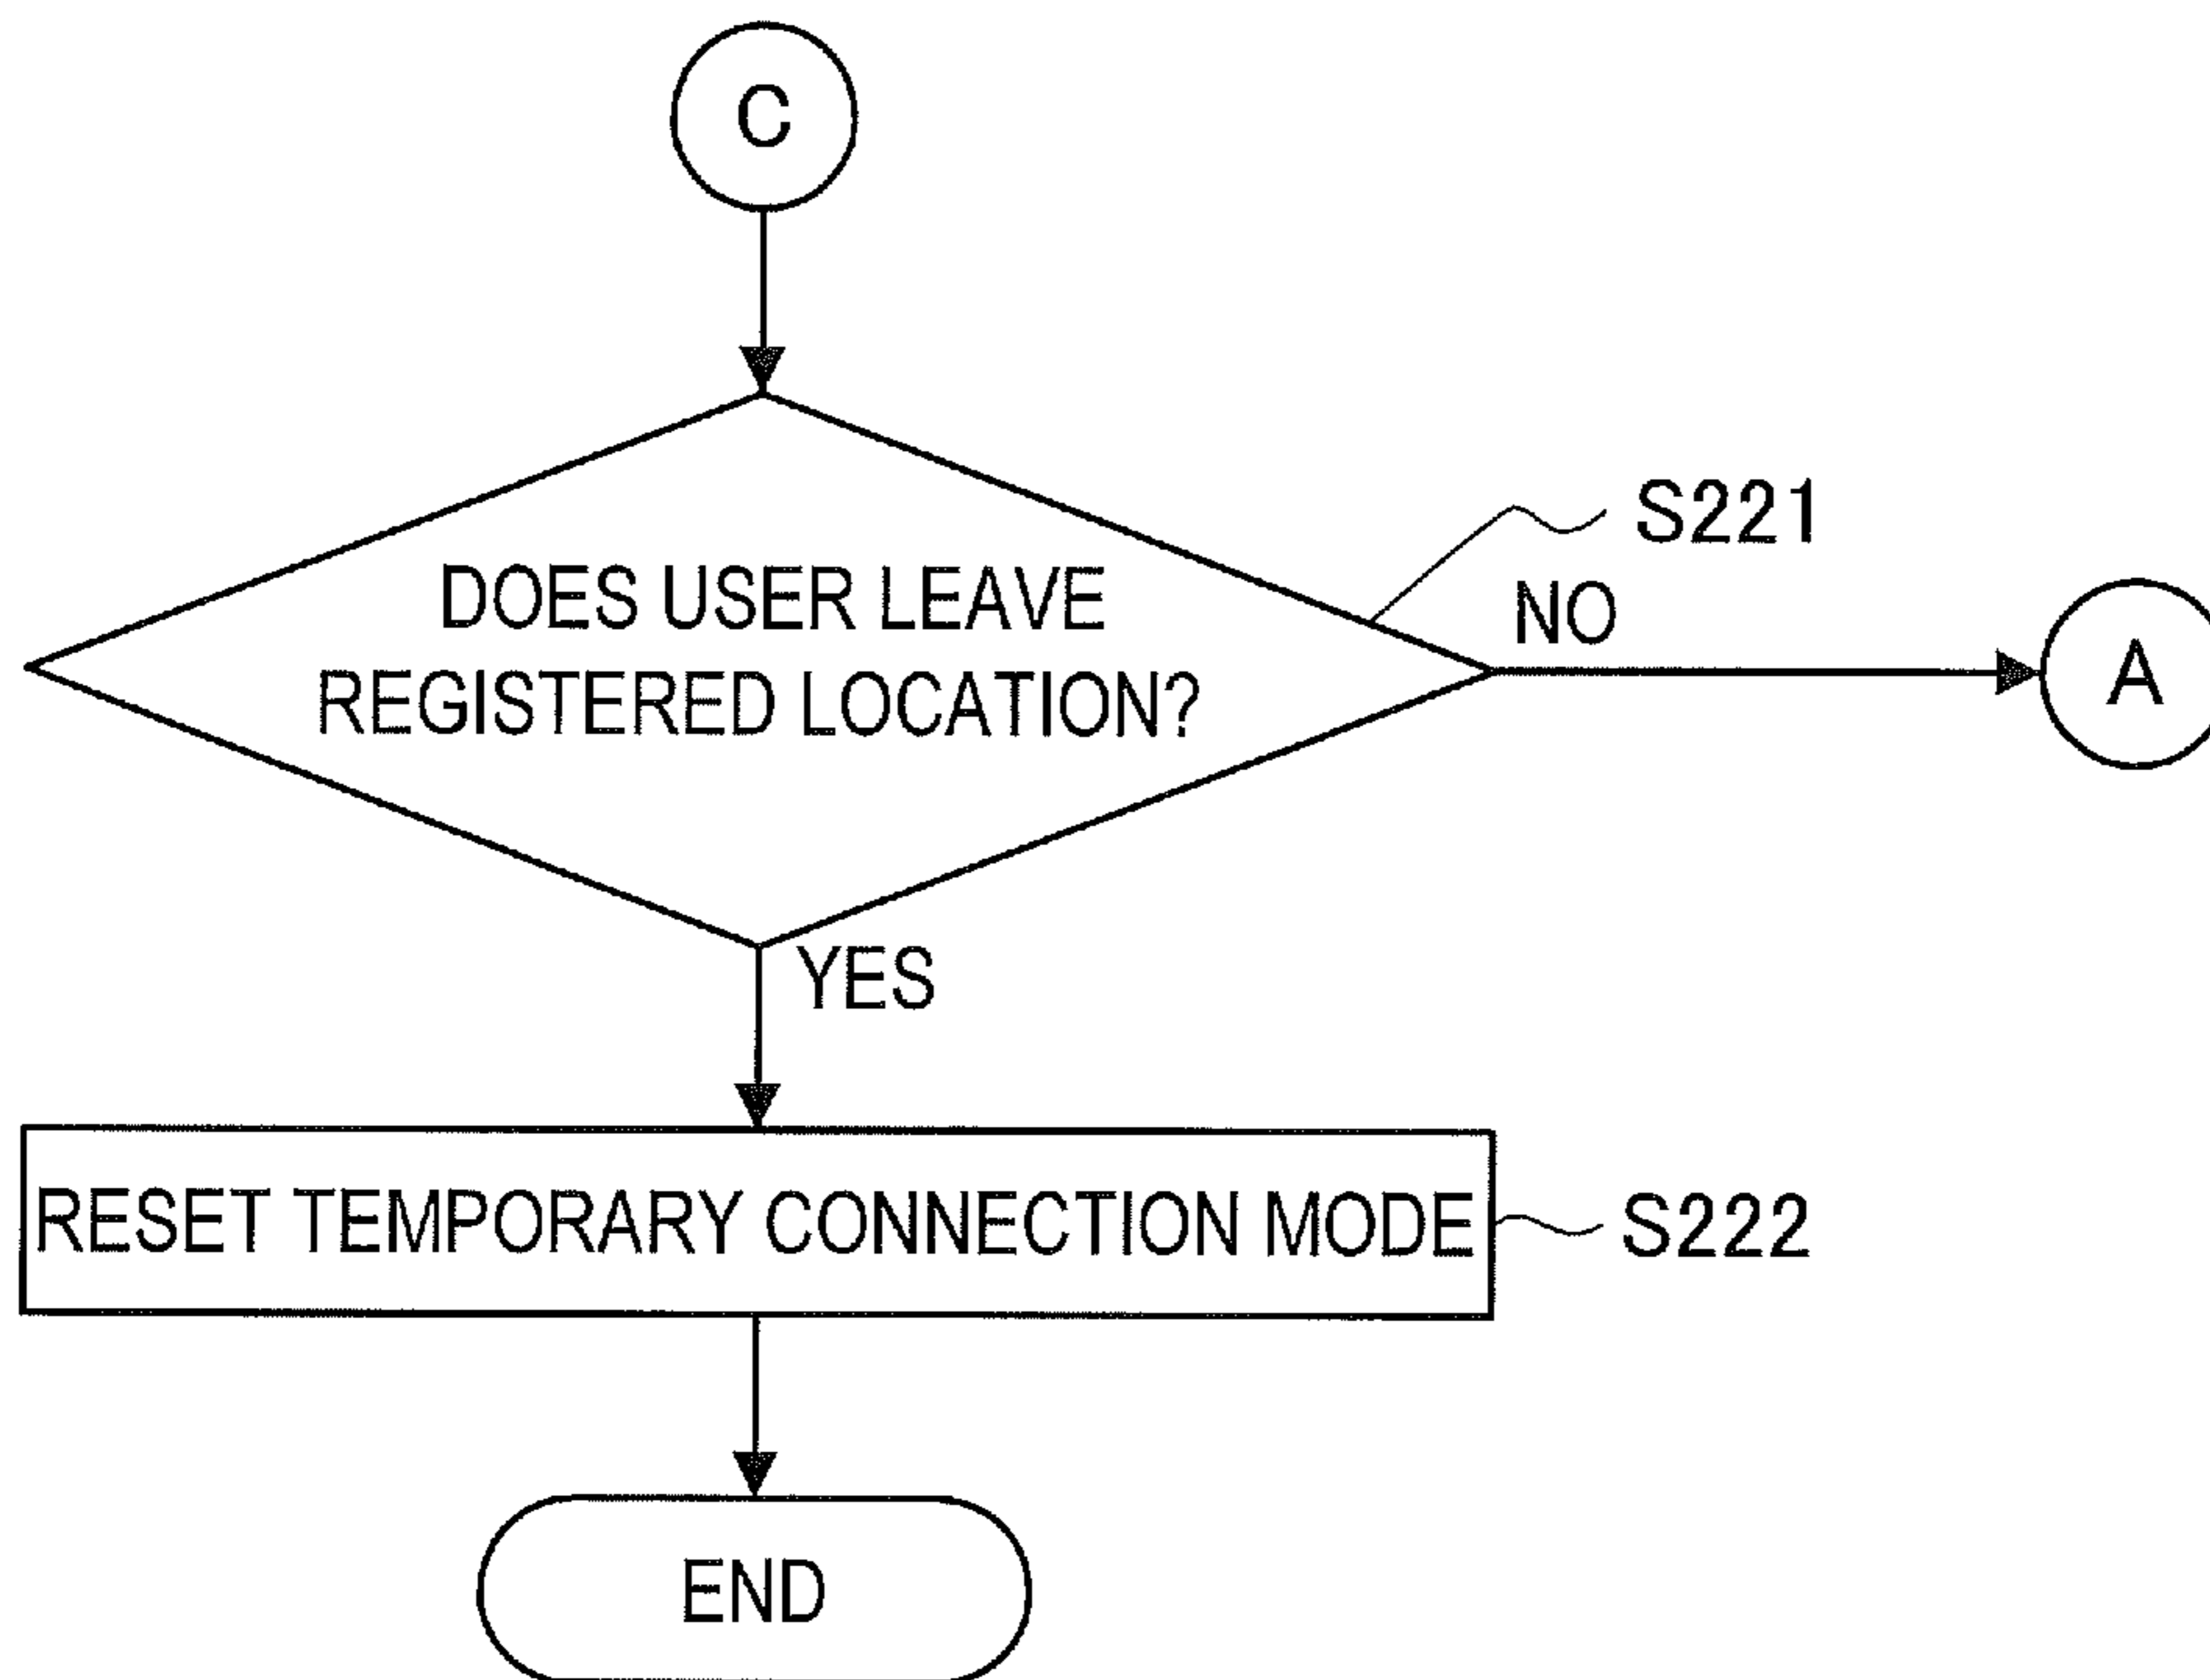 C
S221
DOES USER LEAVE
REGISTERED LOCATION?
NO
A
YES
RESET TEMPORARY CONNECTION MODE
S222
END